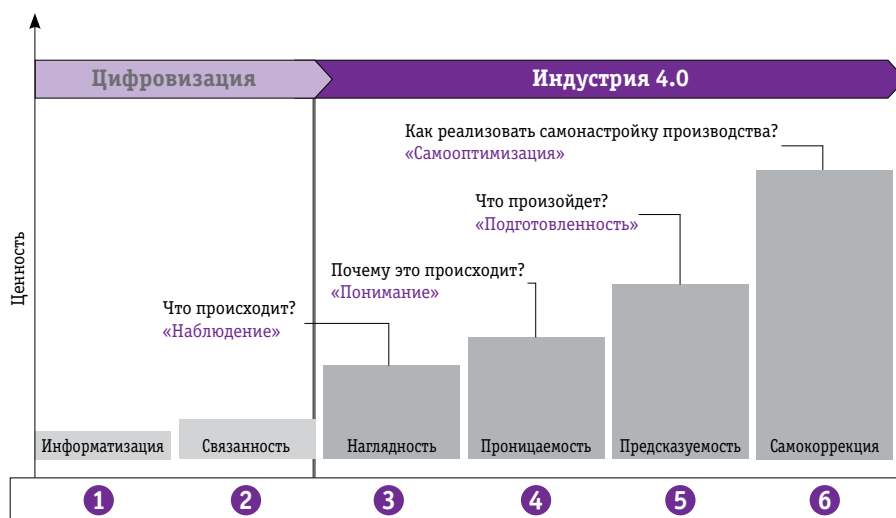 Цифровизация
Индустрия 4.0
Как реализовать самонастройку производства?
«Самооптимизация»
Что произойдет?
«Подготовленность»
Почему это происходит?
«Понимание»
Что происходит?
«Наблюдение»
Ценность
Информатизация
Связанность
Наглядность
Проницаемость
Предсказуемость
Самокоррекция
1
2
3
4
5
6